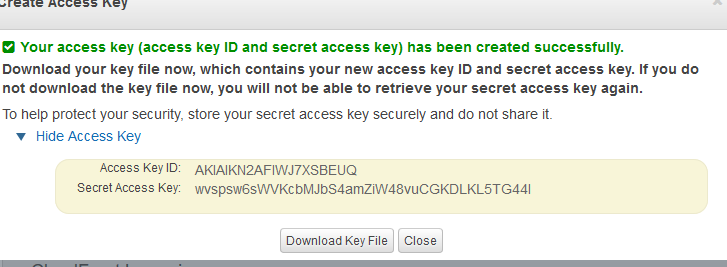 Create Access Key
Your access key (access key ID and secret access key) has been created successfully.
Download your key file now, which contains your new access key ID and secret access key. If you do
not download the key file now, you will not be able to retrieve your secret access key again.
To help protect your security, store your secret access key securely and do not share it.
Hide Access Key
Access Key ID: AKIAIKN2AFIWJ7XSBEUQ
Secret Access Key:
Download Key File Close